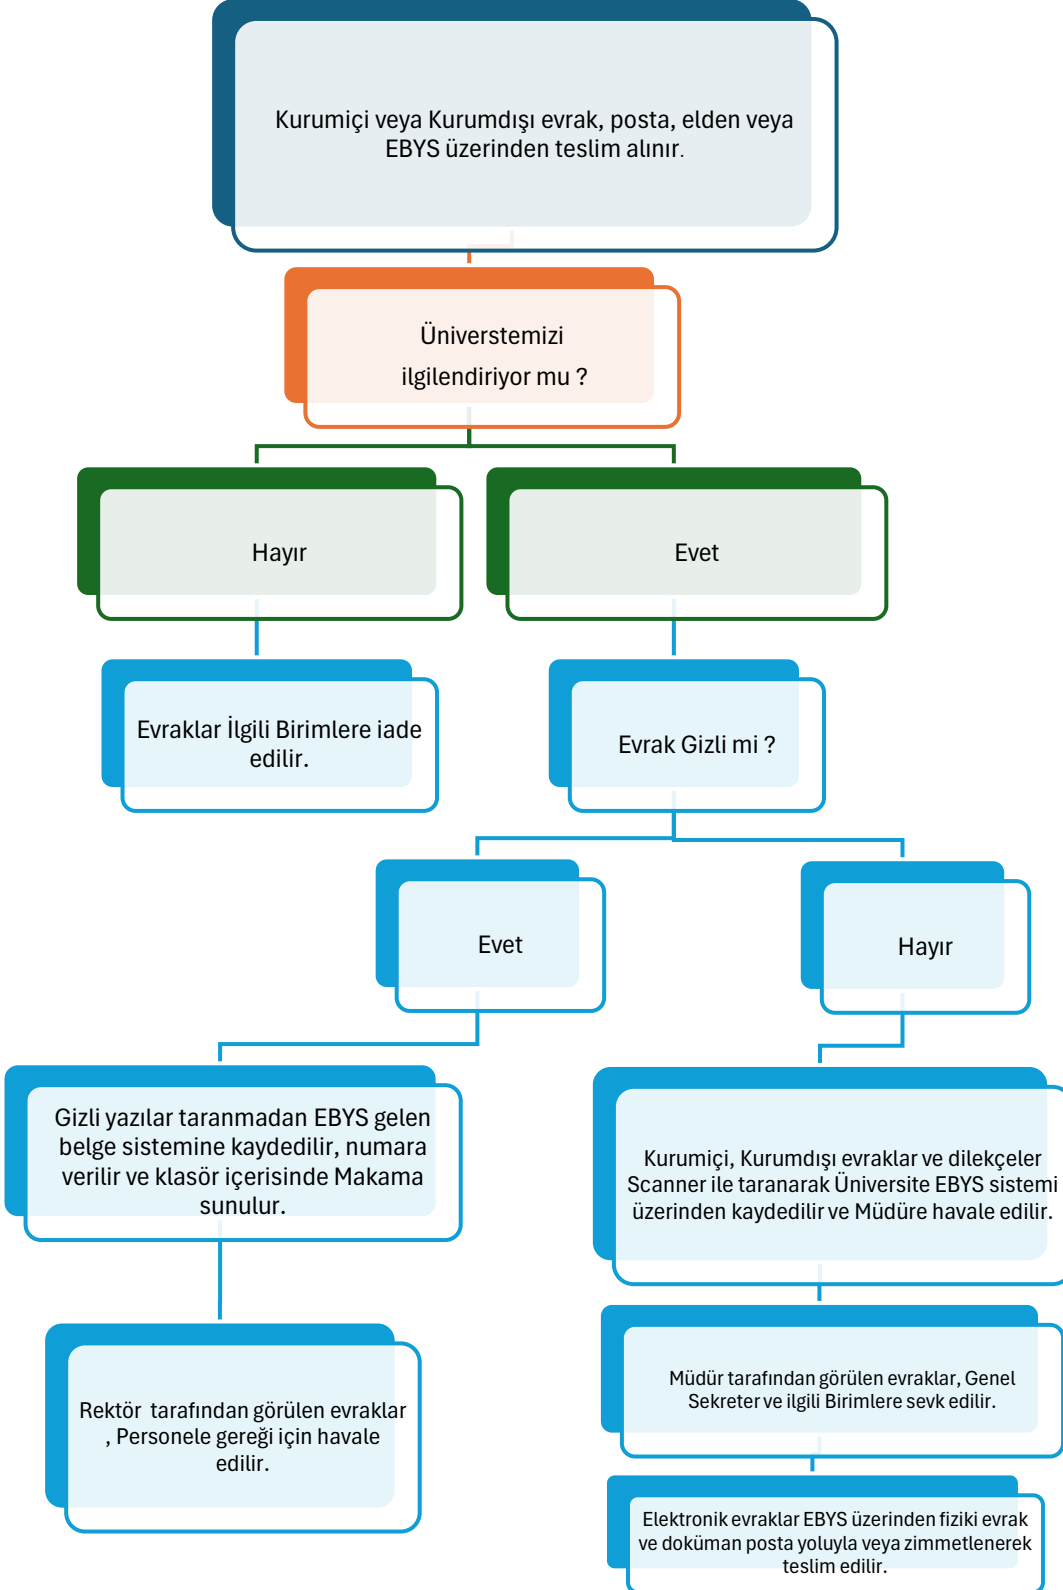 Kurumiçi veya Kurumdışı evrak, posta, elden veya
EBYS üzerinden teslim alınır.
Üniverstemizi
ilgilendiriyor mu ?
Hayır
Evet
Evraklar İlgili Birimlere iade
edilir.
Evrak Gizli mi ?
Evet
Hayır
Gizli yazılar taranmadan EBYS gelen
belge sistemine kaydedilir, numara
verilir ve klasör içerisinde Makama
sunulur.
Kurumiçi, Kurumdışı evraklar ve dilekçeler
Scanner ile taranarak Üniversite EBYS sistemi
üzerinden kaydedilir ve Müdüre havale edilir.
Rektör  tarafından görülen evraklar
, Personele gereği için havale
edilir.
Müdür tarafından görülen evraklar, Genel
Sekreter ve ilgili Birimlere sevk edilir.
Elektronik evraklar EBYS üzerinden fiziki evrak
ve doküman posta yoluyla veya zimmetlenerek
teslim edilir.